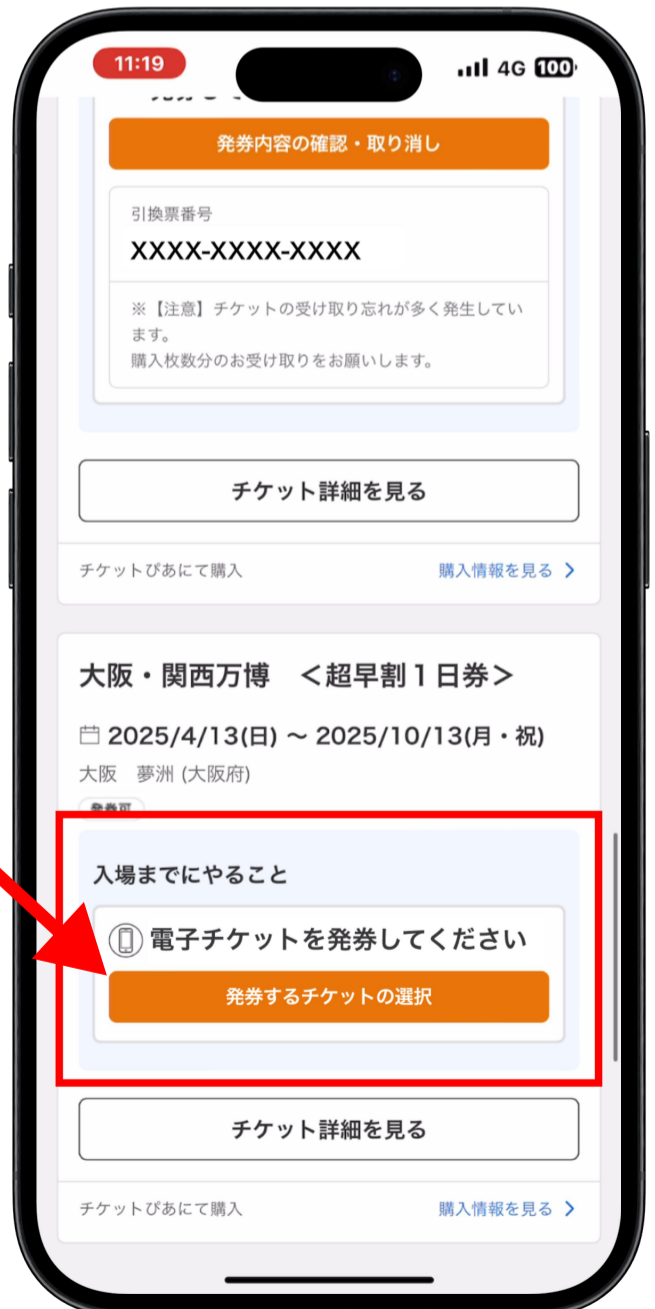 11:19
4G 100
発券内容の確認・取り消し
引換票番号
XXXX-XXXX-XXXX
※【注意】チケットの受け取り忘れが多く発生してい
ます。
購入枚数分のお受け取りをお願いします。
チケット詳細を見る
チケットぴあにて購入
購入情報を見る
大阪・関西万博　＜超早割１日券＞
2025/4/13(日) ～ 2025/10/13(月・祝)
大阪　夢洲 (大阪府)
発券可
入場までにやること
電子チケットを発券してください
発券するチケットの選択
チケット詳細を見る
チケットぴあにて購入
購入情報を見る